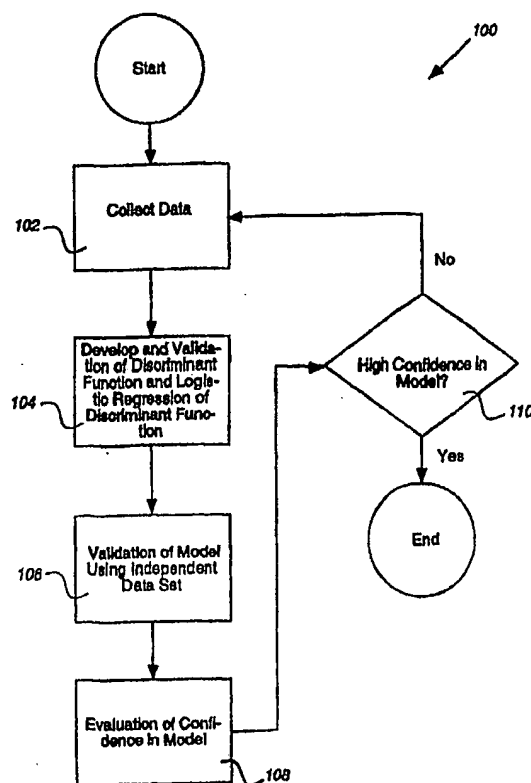 Start
100
Collect Data
102
Develop and Valida-
tion of Discriminant
Function and Logis-
tic Regression of
Discriminant Func-
tion
104
Validation of Model
Using Independent
Data Set
106
Evaluation of Confi-
dence in Model
108
No
High Confidence in
Model?
110
Yes
End